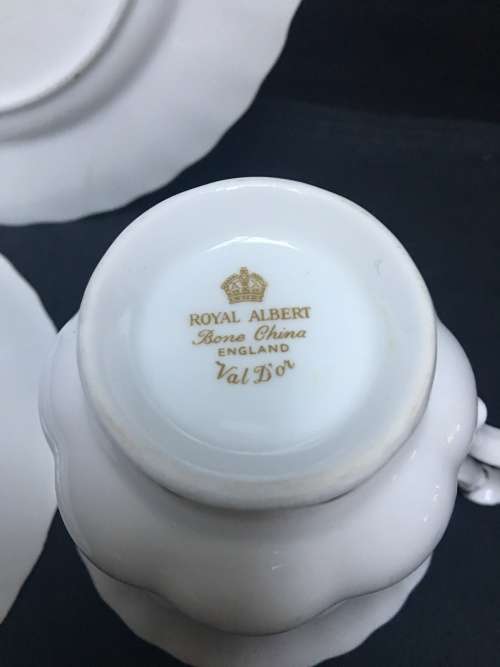 ROYAL ALBERT
Bone China
ENGLAND
Val D'or